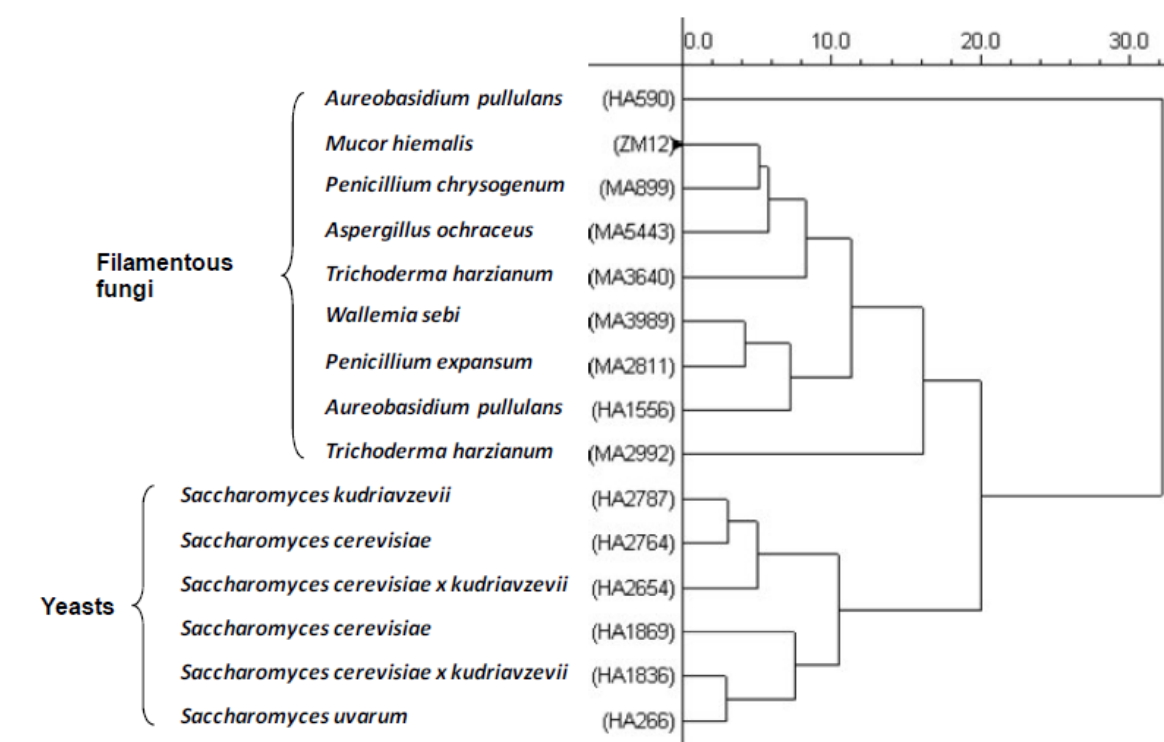 0.0 10.0 20.0 30.0
Aureobasidium pullulans (HA590)
Mucor hiemalis (ZM12)
Penicillium chrysogenum (MA899)
Aspergillus ochraceus (MA5443)
Filamentous
fungi
Trichoderma harzianum (MA3640)
Wallemia sebi (MA3989)
Penicillium expansum (MA2811)
Aureobasidium pullulans (HA1556)
Trichoderma harzianum (MA2992)
Saccharomyces kudriavzevii (HA2787)
Saccharomyces cerevisiae (HA2764)
Saccharomyces cerevisiae x kudriavzevii (HA2654)
Yeasts
Saccharomyces cerevisiae (HA1869)
Saccharomyces cerevisiae x kudriavzevii (HA1836)
Saccharomyces uvarum (HA266)